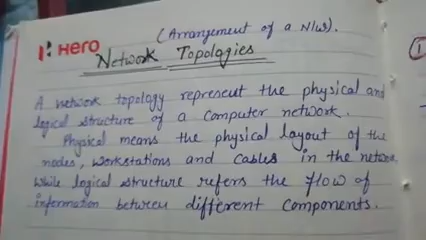 (Arrangement of a N/w).
Hero
Network Topologies
A network topology represent the physical and
logical structure of a computer network.
Physical means the physical layout of the
nodes, workstations and cables in the netwo
while logical structure refers the flow of
information between different components.